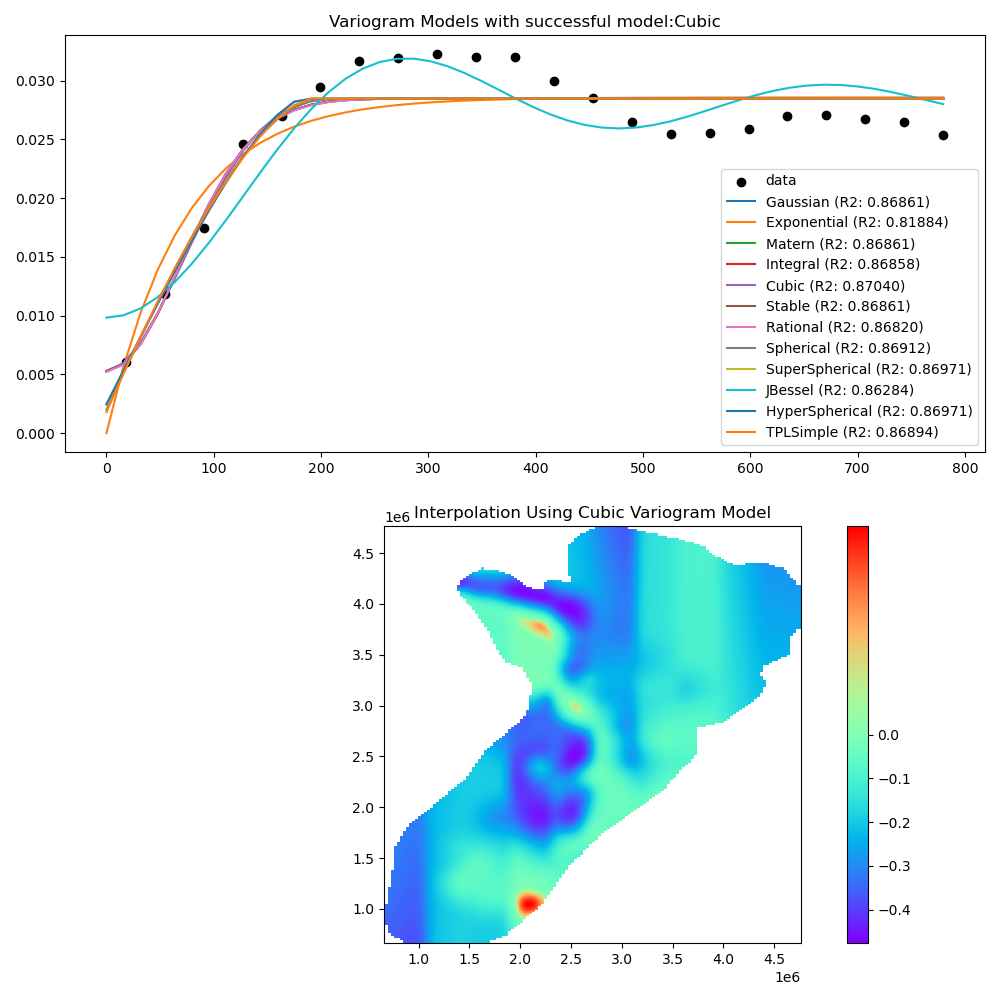 Variogram Models with successful model:Cubic
0.030
0.025
0.020
0.015
0.010
0.005
0.000
data
Gaussian (R2: 0.86861)
Exponential (R2: 0.81884)
Matern (R2: 0.86861)
Integral (R2: 0.86858)
Cubic (R2: 0.87040)
Stable (R2: 0.86861)
Rational (R2: 0.86820)
Spherical (R2: 0.86912)
SuperSpherical (R2: 0.86971)
JBessel (R2: 0.86284)
HyperSpherical (R2: 0.86971)
TPLSimple (R2: 0.86894)
0 100 200 300 400 500 600 700 800
Interpolation Using Cubic Variogram Model
1e6
4.5
4.0
3.5
3.0
2.5
2.0
1.5
1.0
1.0 1.5 2.0 2.5 3.0 3.5 4.0 4.5
1e6
0.0
−0.1
−0.2
−0.3
−0.4